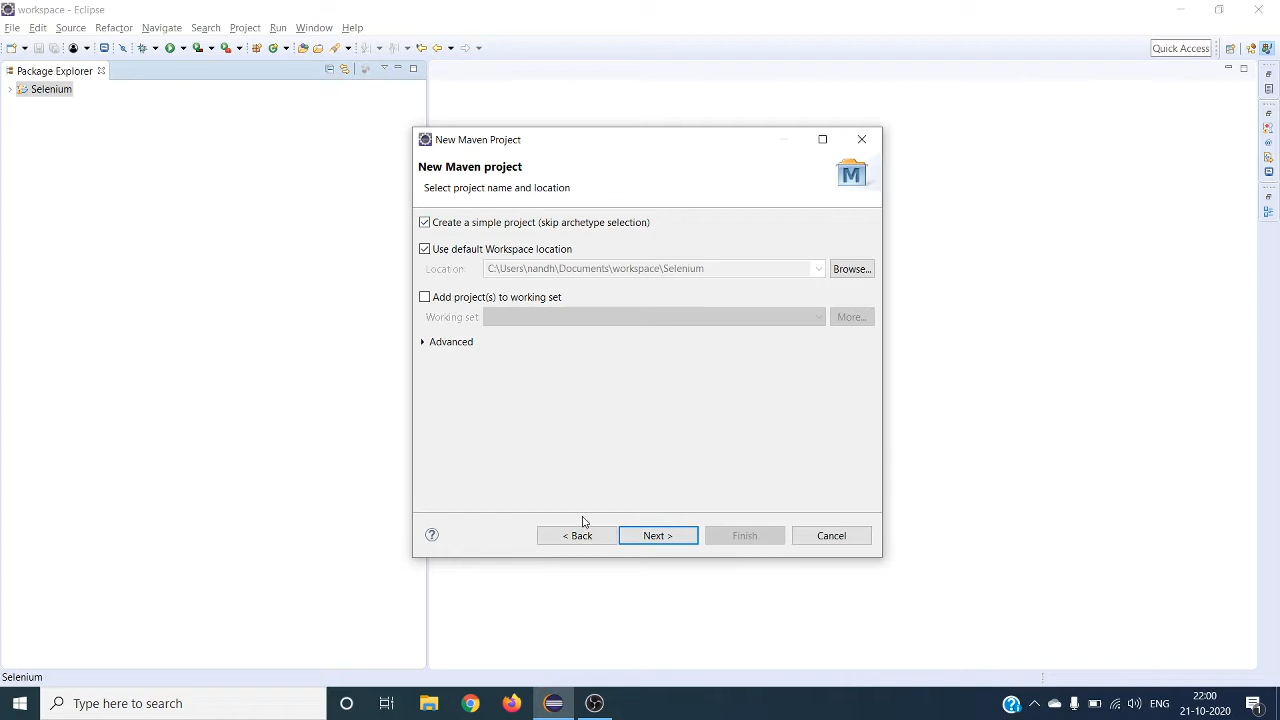 workspace - Eclipse
File Edit Source Refactor Navigate Search Project Run Window Help
Quick Access
Package Explorer
Selenium
New Maven Project
New Maven project
M
Select project name and location
Create a simple project (skip archetype selection)
Use default Workspace location
Location: C:\Users\nandh\Documents\workspace\Selenium Browse...
Add project(s) to working set
Working set: More...
Advanced
? < Back Next > Finish Cancel
Selenium
Type here to search
ENG
22:00
21-10-2020
1